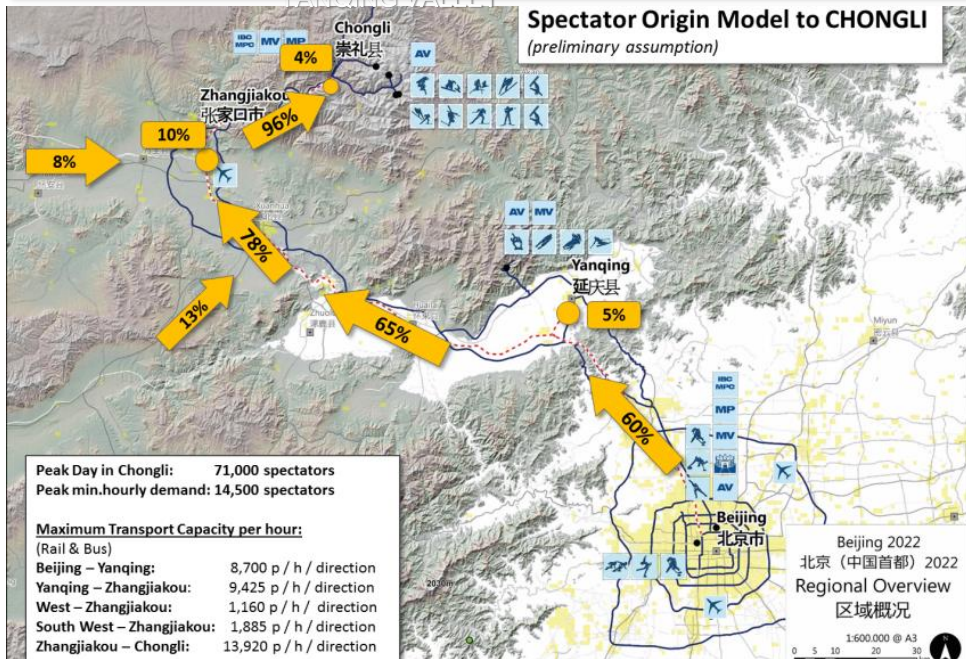 YANQING VALLEY
Spectator Origin Model to CHONGLI
(preliminary assumption)
IBC
MPC
MV
MP
Chongli
崇礼县
4%
AV
Zhangjiakou
张家口市
96%
10%
8%
78%
13%
65%
AV
MV
Yanqing
延庆县
5%
60%
Miyun
IBC
MPC
MP
MV
AV
Beijing
北京市
2030m
Peak Day in Chongli: 71,000 spectators
Peak min.hourly demand: 14,500 spectators
Maximum Transport Capacity per hour:
(Rail & Bus)
Beijing – Yanqing: 8,700 p / h / direction
Yanqing – Zhangjiakou: 9,425 p / h / direction
West – Zhangjiakou: 1,160 p / h / direction
South West – Zhangjiakou: 1,885 p / h / direction
Zhangjiakou – Chongli: 13,920 p / h / direction
Beijing 2022
北京（中国首都）2022
Regional Overview
区域概况
1:600.000 @ A3
0 5 10 20 30
N